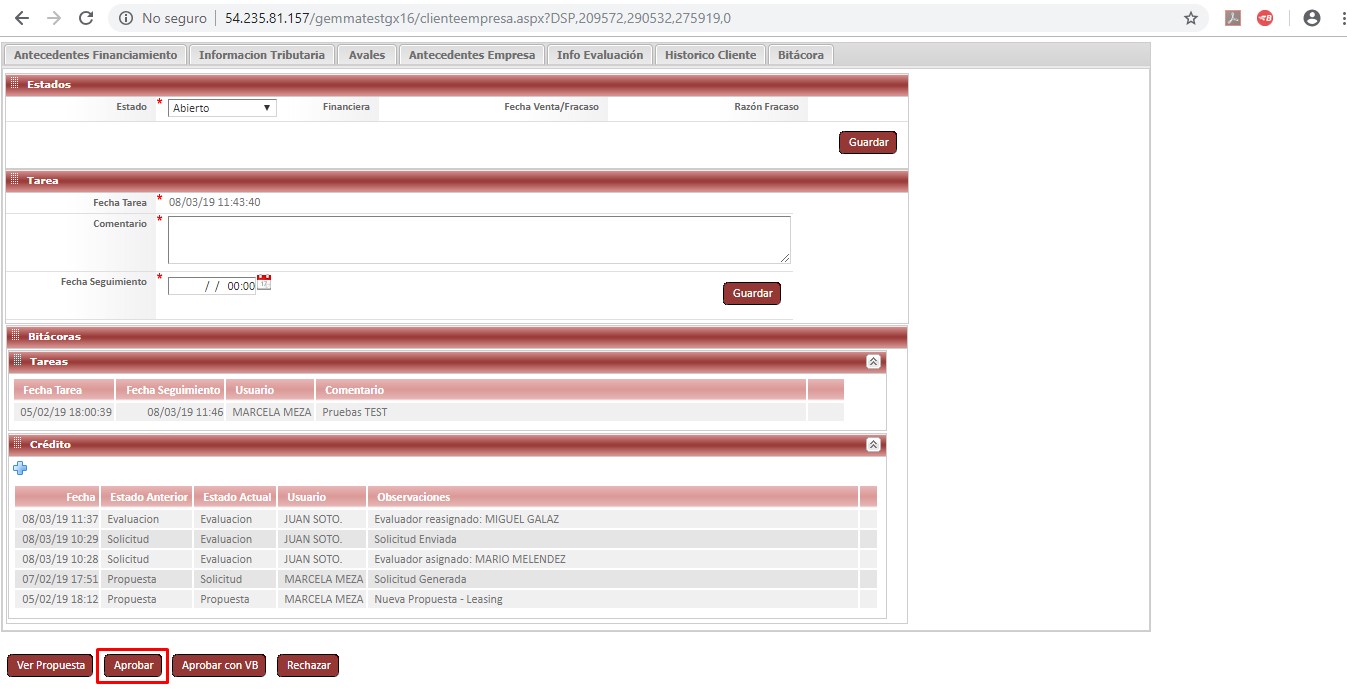 No seguro | 54.235.81.157/gemmatestgx16/clienteempresa.aspx?DSP,209572,290532,275919,0
Antecedentes Financiamiento Informacion Tributaria Avales Antecedentes Empresa Info Evaluación Historico Cliente Bitácora
Estados
Estado * Abierto Financiera Fecha Venta/Fracaso Razón Fracaso
Guardar
Tarea
Fecha Tarea * 08/03/19 11:43:40
Comentario *
Fecha Seguimiento * / / 00:00
Guardar
Bitácoras
Tareas
Fecha Tarea Fecha Seguimiento Usuario Comentario
05/02/19 18:00:39 08/03/19 11:46 MARCELA MEZA Pruebas TEST
Crédito
Fecha Estado Anterior Estado Actual Usuario Observaciones
08/03/19 11:37 Evaluacion Evaluacion JUAN SOTO. Evaluador reasignado: MIGUEL GALAZ
08/03/19 10:29 Solicitud Evaluacion JUAN SOTO. Solicitud Enviada
08/03/19 10:28 Solicitud Evaluacion JUAN SOTO. Evaluador asignado: MARIO MELENDEZ
07/02/19 17:51 Propuesta Solicitud MARCELA MEZA Solicitud Generada
05/02/19 18:12 Propuesta Propuesta MARCELA MEZA Nueva Propuesta - Leasing
Ver Propuesta Aprobar Aprobar con VB Rechazar